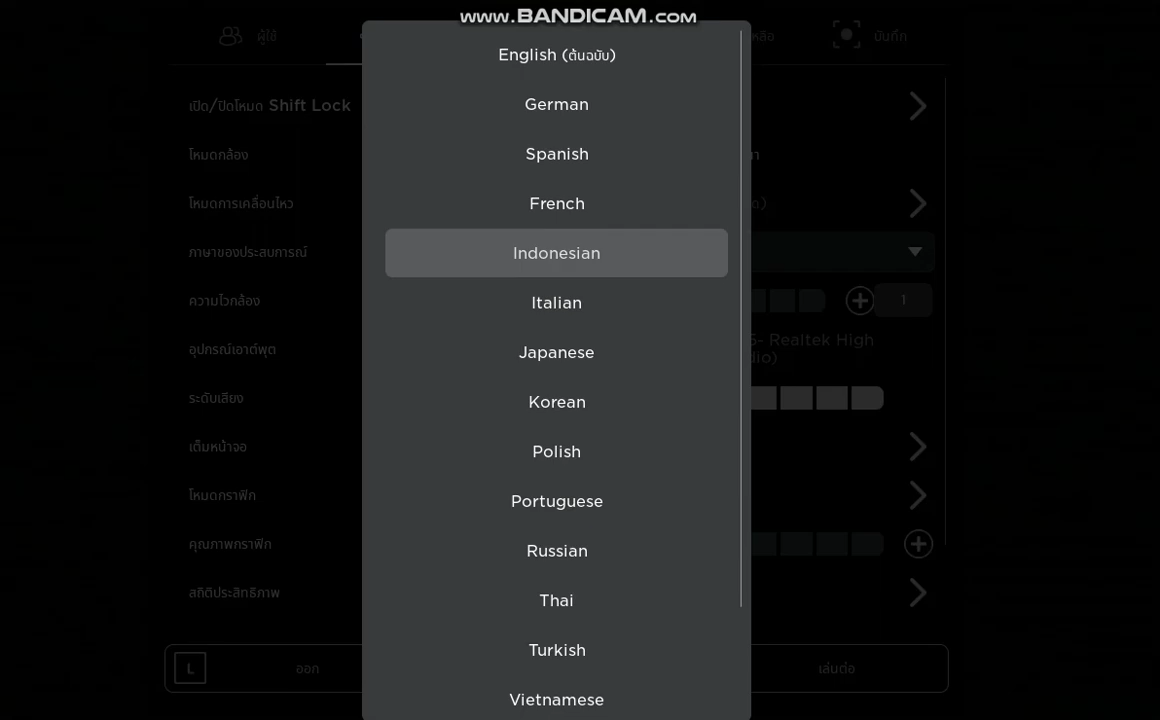 www.BANDICAM.com
ผู้ใช้
บันทึก
English (ต้นฉบับ)
German
เปิด/ปิดโหมด Shift Lock
Spanish
โหมดกล้อง
French
โหมดการเคลื่อนไหว
Indonesian
ภาษาของประสบการณ์
Italian
ความไวกล้อง
1
Japanese
อุปกรณ์เอาต์พุต
- Realtek High
Korean
ระดับเสียง
Polish
เต็มหน้าจอ
Portuguese
โหมดกราฟิก
Russian
คุณภาพกราฟิก
Thai
สถิติประสิทธิภาพ
Turkish
L ออก
เล่นต่อ
Vietnamese